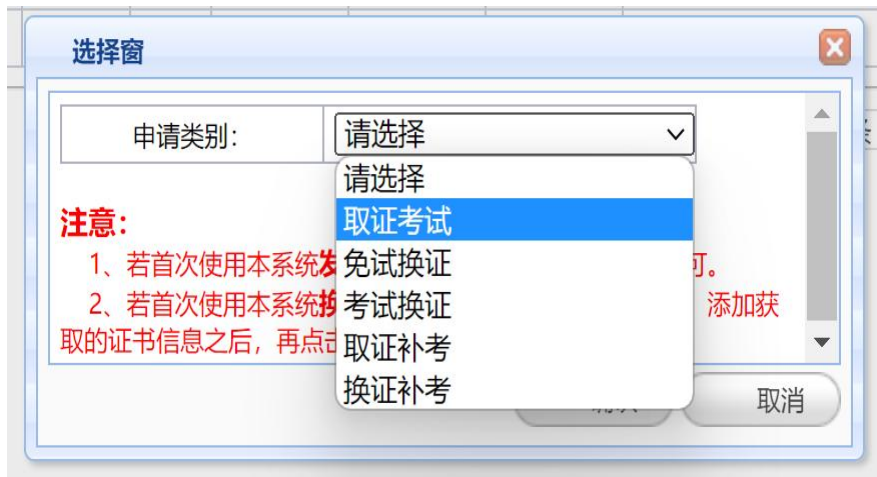 选择窗
申请类别：
请选择
请选择
取证考试
免试换证
考试换证
取证补考
换证补考
注意：
1、若首次使用本系统发 可。
2、若首次使用本系统换 添加获
取的证书信息之后，再点击
取消